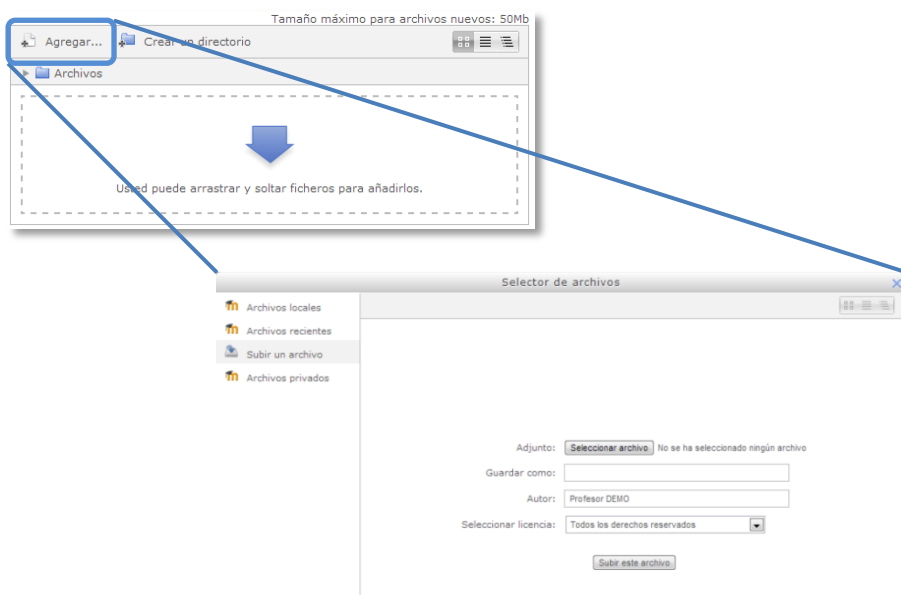 Tamaño máximo para archivos nuevos: 50Mb
Agregar... Crear un directorio
Archivos
Usted puede arrastrar y soltar ficheros para añadirlos.
Selector de archivos
Archivos locales
Archivos recientes
Subir un archivo
Archivos privados
Adjunto: Seleccionar archivo No se ha seleccionado ningún archivo
Guardar como:
Autor: Profesor DEMO
Seleccionar licencia: Todos los derechos reservados
Subir este archivo